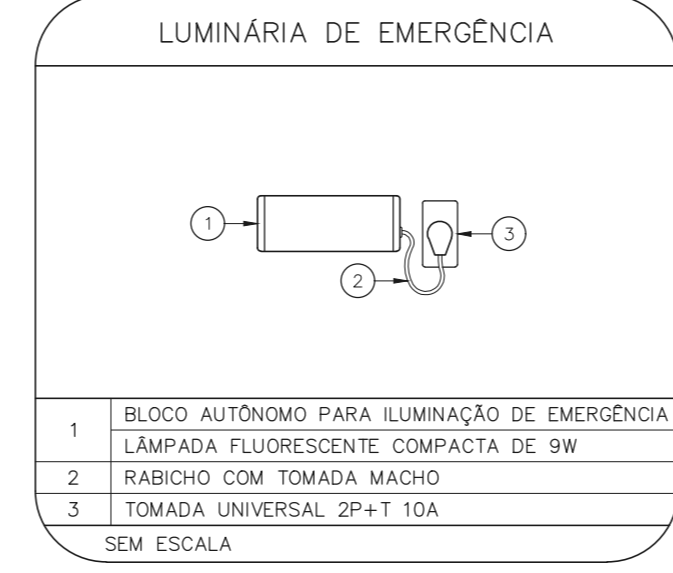 LUMINÁRIA DE EMERGÊNCIA
1
3
2
1
BLOCO AUTÔNOMO PARA ILUMINAÇÃO DE EMERGÊNCIA
LÂMPADA FLUORESCENTE COMPACTA DE 9W
2 RABICHO COM TOMADA MACHO
3 TOMADA UNIVERSAL 2P+T 10A
SEM ESCALA